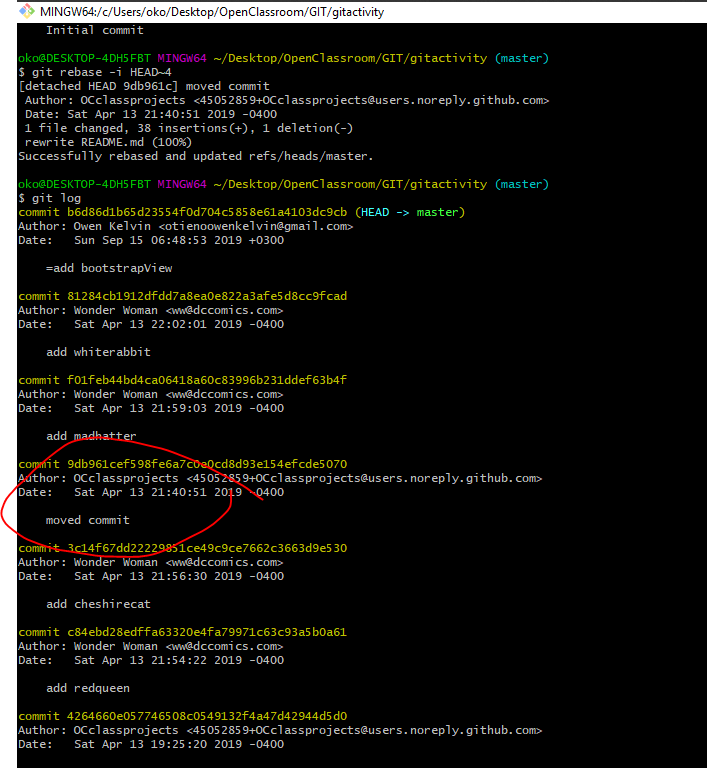 MINGW64:/c/Users/oko/Desktop/OpenClassroom/GIT/gitactivity
Initial commit
oko@DESKTOP-4DH5FBT MINGW64 ~/Desktop/OpenClassroom/GIT/gitactivity (master)
$ git rebase -i HEAD~4
[detached HEAD 9db961c] moved commit
Author: OCclassprojects <45052859+OCclassprojects@users.noreply.github.com>
Date: Sat Apr 13 21:40:51 2019 -0400
1 file changed, 38 insertions(+), 1 deletion(-)
rewrite README.md (100%)
Successfully rebased and updated refs/heads/master.
oko@DESKTOP-4DH5FBT MINGW64 ~/Desktop/OpenClassroom/GIT/gitactivity (master)
$ git log
commit b6d86d1b65d23554f0d704c5858e61a4103dc9cb (HEAD -> master)
Author: Owen Kelvin <otienoowenkelvin@gmail.com>
Date:   Sun Sep 15 06:48:53 2019 +0300
=add bootstrapView
commit 81284cb1912dfdd7a8ea0e822a3afe5d8cc9fcad
Author: Wonder Woman <ww@dccomics.com>
Date:   Sat Apr 13 22:02:01 2019 -0400
add whiterabbit
commit f01feb44bd4ca06418a60c83996b231ddef63b4f
Author: Wonder Woman <ww@dccomics.com>
Date:   Sat Apr 13 21:59:03 2019 -0400
add madhatter
commit 9db961cef598fe6a7c0e0cd8d93e154efcde5070
Author: OCclassprojects <45052859+OCclassprojects@users.noreply.github.com>
Date:   Sat Apr 13 21:40:51 2019 -0400
moved commit
commit 3c14f67dd22229851ce49c9ce7662c3663d9e530
Author: Wonder Woman <ww@dccomics.com>
Date:   Sat Apr 13 21:56:30 2019 -0400
add cheshirecat
commit c84ebd28edffa63320e4fa79971c63c93a5b0a61
Author: Wonder Woman <ww@dccomics.com>
Date:   Sat Apr 13 21:54:22 2019 -0400
add redqueen
commit 4264660e057746508c0549132f4a47d42944d5d0
Author: OCclassprojects <45052859+OCclassprojects@users.noreply.github.com>
Date:   Sat Apr 13 19:25:20 2019 -0400